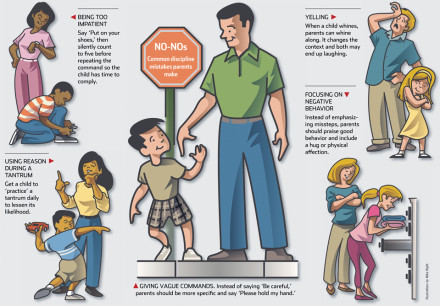 ◀ BEING TOO
IMPATIENT
Say ‘Put on your
shoes,’ then
silently count
to five before
repeating the
command so the
child has time to
comply.
USING REASON ▶
DURING A
TANTRUM
Get a child to
‘practice’ a
tantrum daily
to lessen its
likelihood.
NO-NOs
Common discipline
mistakes parents
make
▲ GIVING VAGUE COMMANDS. Instead of saying ‘Be careful,’
parents should be more specific and say ‘Please hold my hand.’
YELLING ▶
When a child whines,
parents can whine
along. It changes the
context and both may
end up laughing.
FOCUSING ON ▼
NEGATIVE
BEHAVIOR
Instead of emphasiz-
ing missteps, parents
should praise good
behavior and include
a hug or physical
affection.